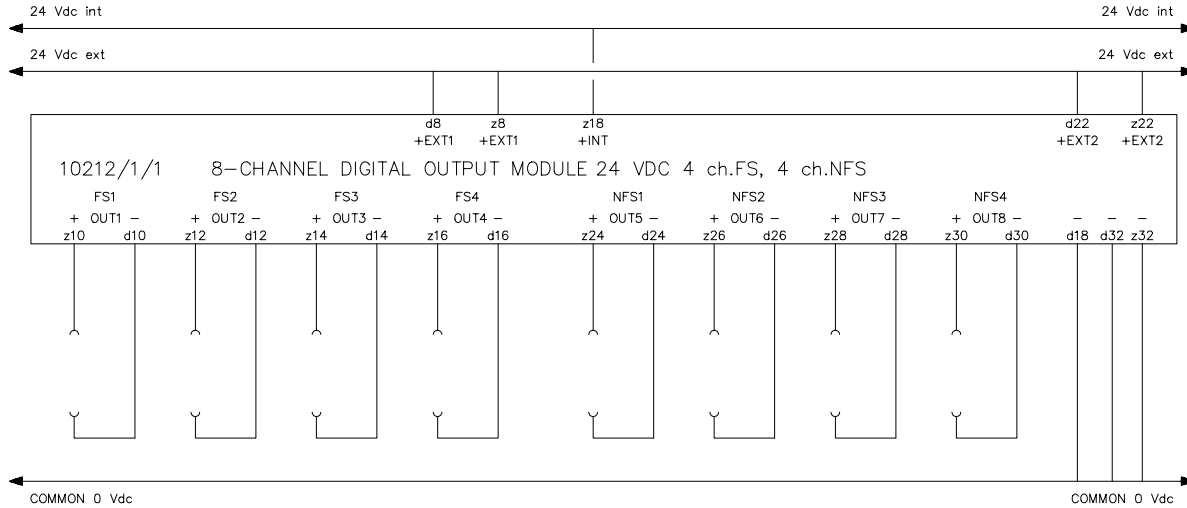 24 Vdc int 24 Vdc int
24 Vdc ext 24 Vdc ext
d8 z8 z18 d22 z22
+EXT1 +EXT1 +INT +EXT2 +EXT2
10212/1/1 8-CHANNEL DIGITAL OUTPUT MODULE 24 VDC 4 ch.FS, 4 ch.NFS
FS1 FS2 FS3 FS4 NFS1 NFS2 NFS3 NFS4
+ OUT1 - + OUT2 - + OUT3 - + OUT4 - + OUT5 - + OUT6 - + OUT7 - + OUT8 - - - -
z10 d10 z12 d12 z14 d14 z16 d16 z24 d24 z26 d26 z28 d28 z30 d30 d18 d32 z32
COMMON 0 Vdc COMMON 0 Vdc